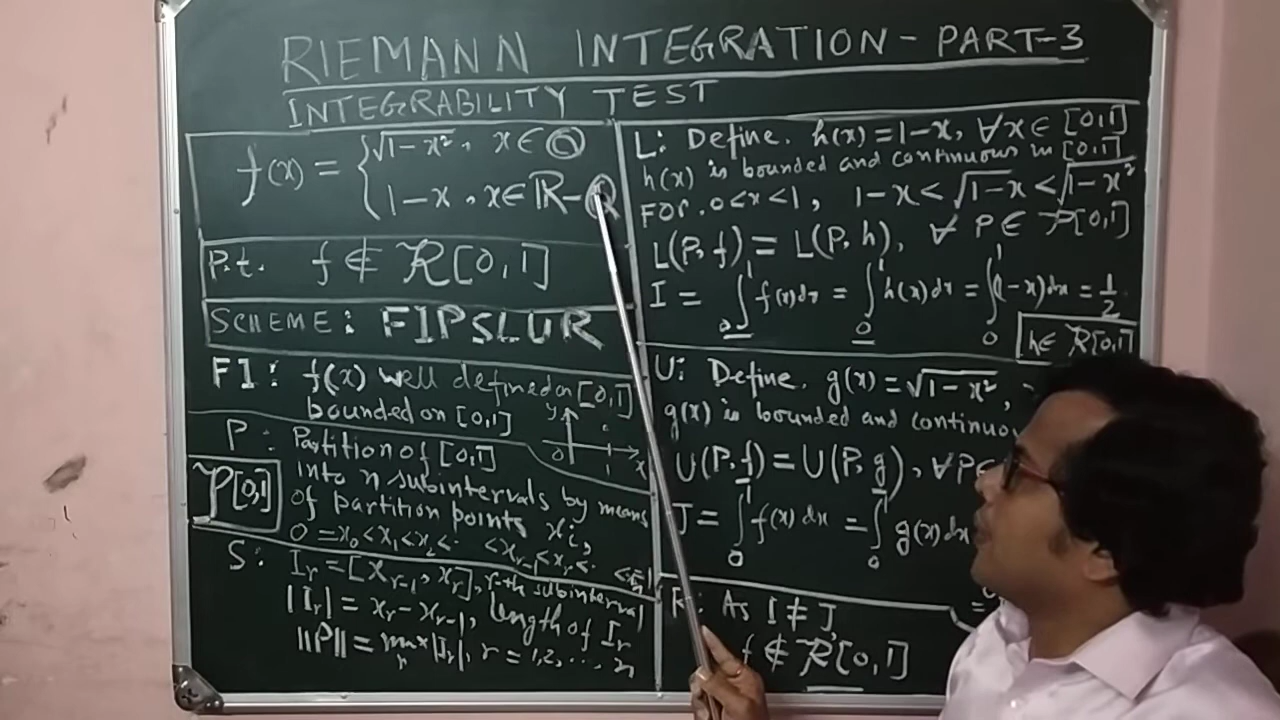 RIEMANN INTEGRATION - PART-3
INTEGRABILITY TEST
f(x) = { √1-x², x ∈ Q
1-x, x ∈ R-Q
P.t. f ∉ R[0,1]
SCHEME: FIPSLUR
FI: f(x) well defined on [0,1]
bounded on [0,1]
y
0 1 x
P: Partition of [0,1]
into n subintervals by means
of partition points xi,
0 = x₀ < x₁ < x₂ < .. < xᵣ₋₁ < xᵣ < ..
P[0,1]
S: Iᵣ = [xᵣ₋₁, xᵣ], r-th subinterval
|Iᵣ| = xᵣ - xᵣ₋₁, length of Iᵣ
||P|| = max |Iᵣ|, r = 1,2, ... n
r
L: Define. h(x) = 1-x, ∀x∈ [0,1]
h(x) is bounded and continuous in [0,1]
FOR. 0<x<1, 1-x < √1-x < √1-x²
L(P, f) = L(P, h), ∀ P∈ P[0,1]
I = ∫₀¹ f(x)dx = ∫₀¹ h(x)dx = ∫₀¹ (1-x)dx = 1/2
h∈ R[0,1]
U: Define. g(x) = √1-x²,
g(x) is bounded and continuou
U(P, f) = U(P, g), ∀P∈
J = ∫₀¹ f(x)dx = ∫₀¹ g(x)dx
R: As I ≠ J,
f ∉ R[0,1]